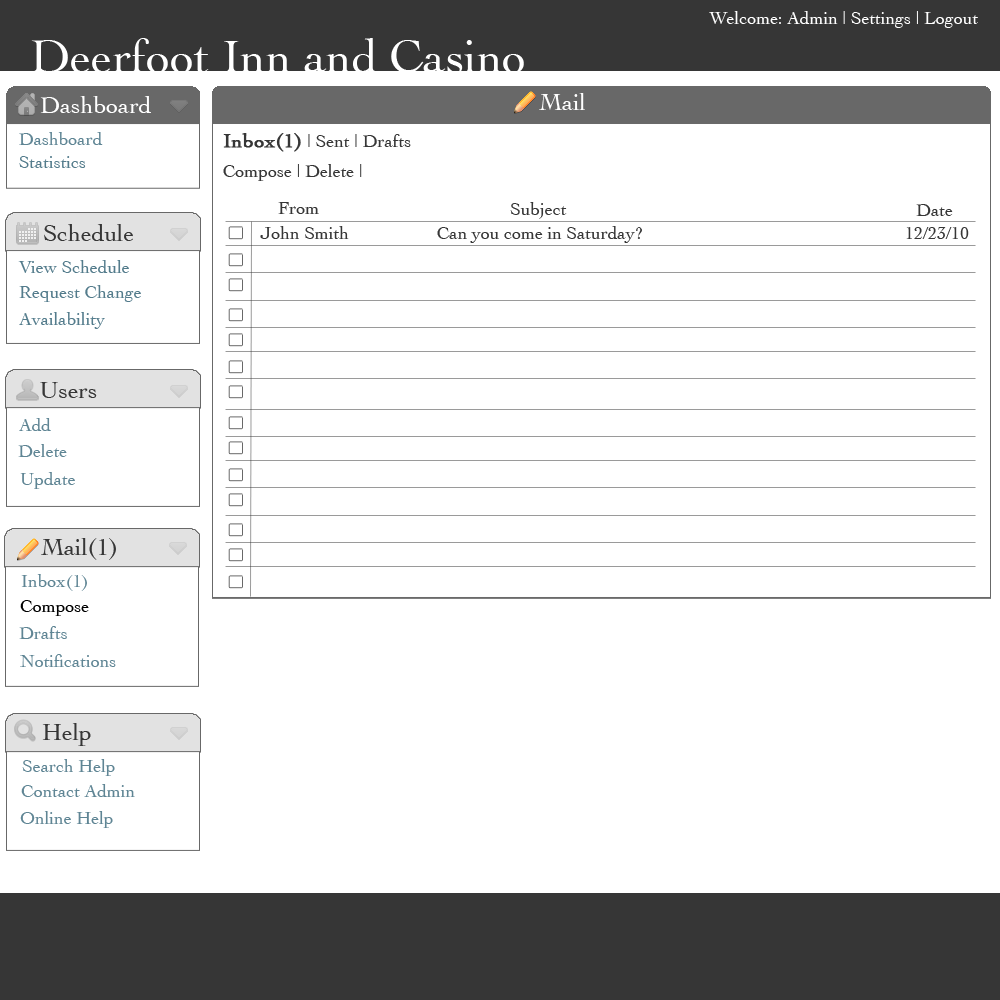 Welcome: Admin | Settings | Logout
Deerfoot Inn and Casino
Dashboard
Dashboard
Statistics
Schedule
View Schedule
Request Change
Availability
Users
Add
Delete
Update
Mail(1)
Inbox(1)
Compose
Drafts
Notifications
Help
Search Help
Contact Admin
Online Help
Mail
Inbox(1) | Sent | Drafts
Compose | Delete |
From Subject Date
John Smith Can you come in Saturday? 12/23/10